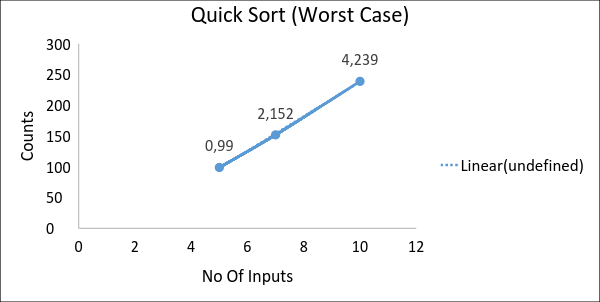 Quick Sort (Worst Case)
300
250
200
150
100
50
0
Counts
0,99
2,152
4,239
0 2 4 6 8 10 12
No Of Inputs
Linear(undefined)